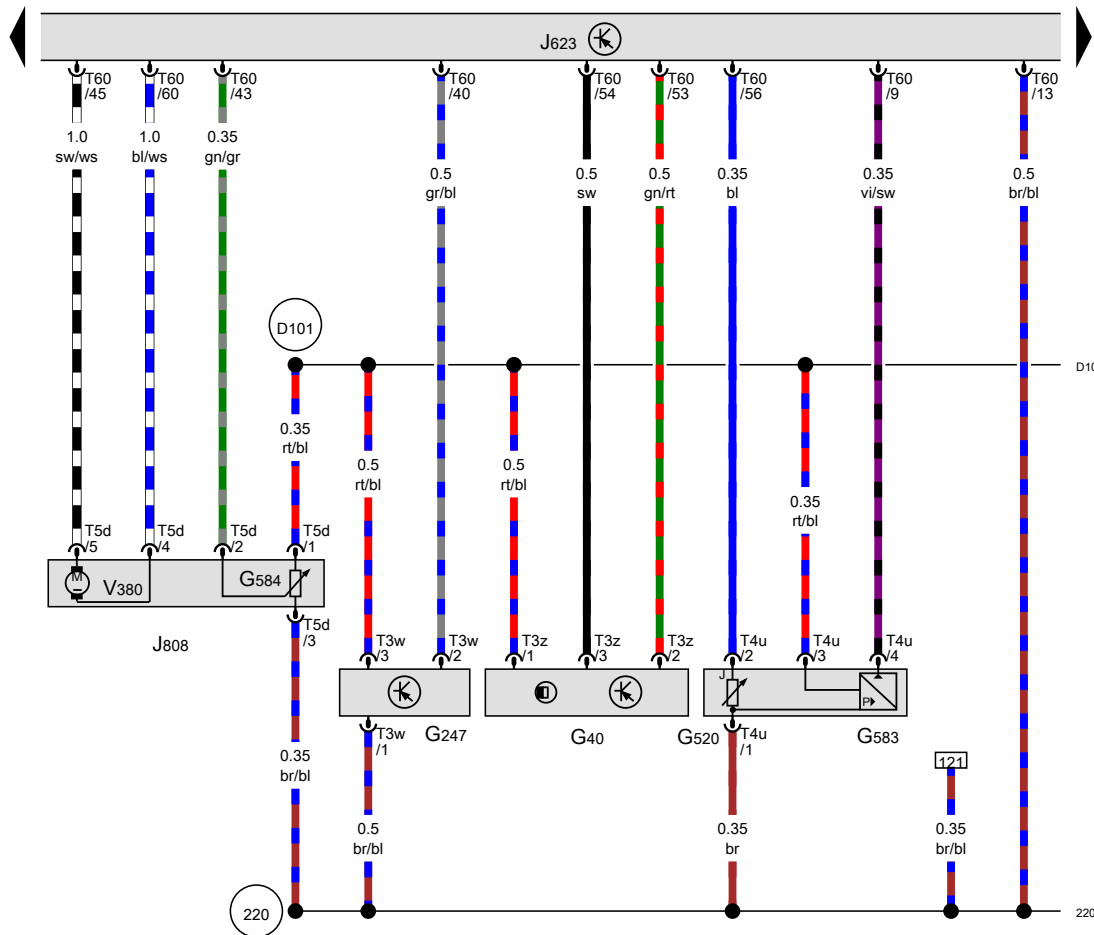 J623
T60 T60 T60 T60 T60 T60 T60 T60 T60
/45 /60 /43 /40 /54 /53 /56 /9 /13
1.0 1.0 0.35
sw/ws bl/ws gn/gr
0.5 0.5 0.5 0.35 0.35 0.5
gr/bl sw gn/rt bl vi/sw br/bl
D101
D10
0.35
rt/bl
0.5 0.5
rt/bl rt/bl
0.35
rt/bl
T5d T5d T5d T5d
/5 /4 /2 /1
M V380 G584
T5d
/3
J808
T3w T3w T3z T3z T3z T4u T4u T4u
/3 /2 /1 /3 /2 /2 /3 /4
J
P
T3w G247 G40 G520 T4u G583
/1 /1
0.35
br/bl
121
0.5 0.35 0.35
br/bl br br/bl
220
220